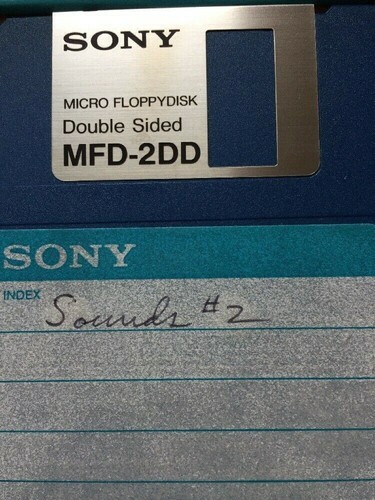 SONY
MICRO FLOPPYDISK
Double Sided
MFD-2DD
SONY
INDEX
Sounds #2